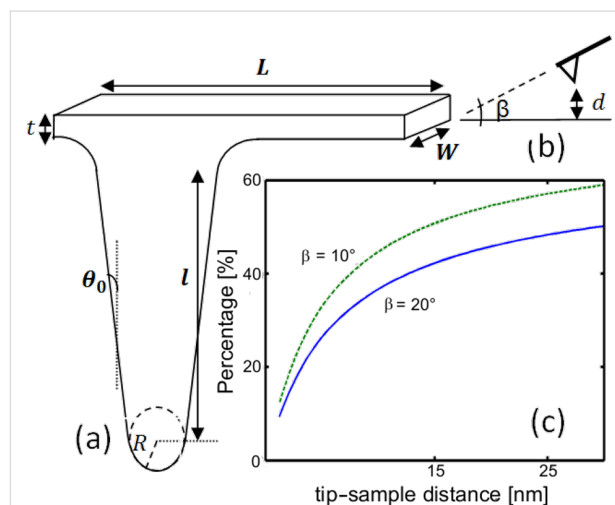 L
t
W
β
d
(b)
θ₀
l
R
(a)
Percentage [%]
60
40
20
0
β = 10°
β = 20°
(c)
15
25
tip-sample distance [nm]